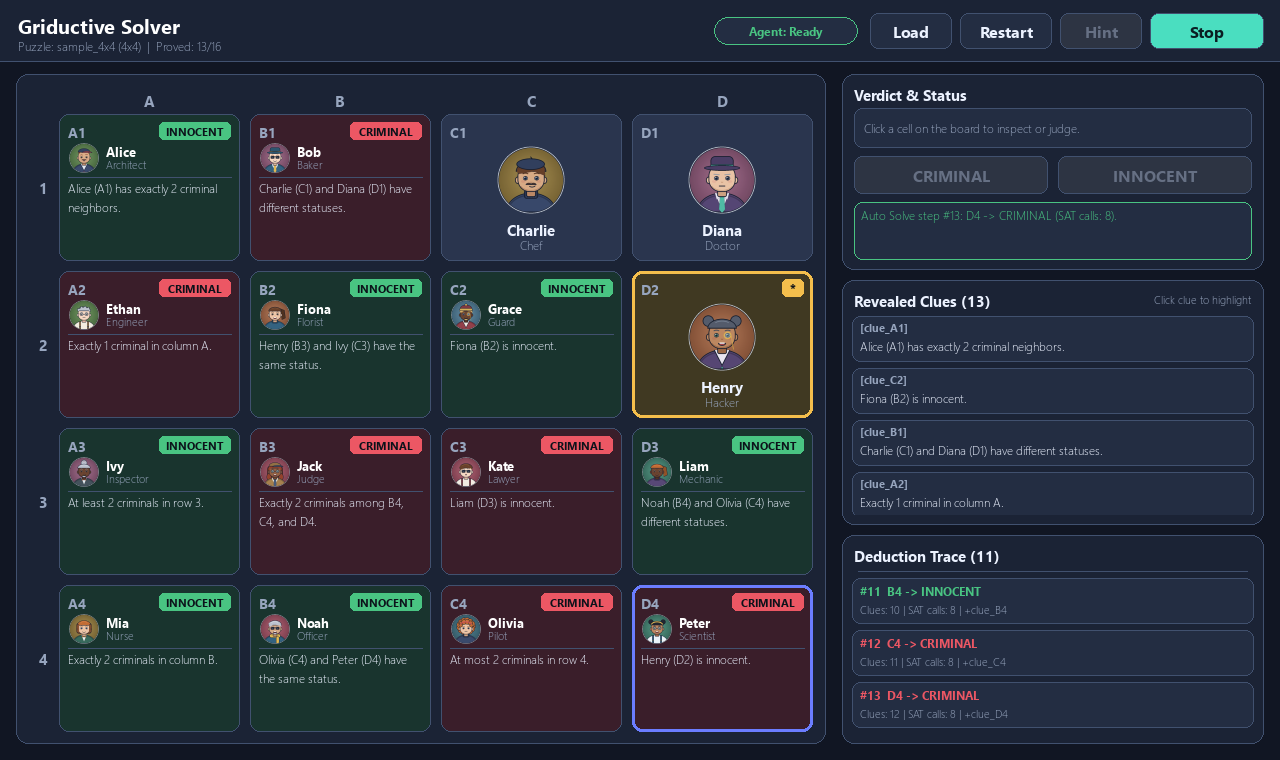 Griductive Solver
Puzzle: sample_4x4 (4x4) | Proved: 13/16
Agent: Ready
Load
Restart
Hint
Stop
A
B
C
D
1
A1
INNOCENT
Alice
Architect
Alice (A1) has exactly 2 criminal
neighbors.
B1
CRIMINAL
Bob
Baker
Charlie (C1) and Diana (D1) have
different statuses.
C1
Charlie
Chef
D1
Diana
Doctor
2
A2
CRIMINAL
Ethan
Engineer
Exactly 1 criminal in column A.
B2
INNOCENT
Fiona
Florist
Henry (B3) and Ivy (C3) have the
same status.
C2
INNOCENT
Grace
Guard
Fiona (B2) is innocent.
D2
*
Henry
Hacker
3
A3
INNOCENT
Ivy
Inspector
At least 2 criminals in row 3.
B3
CRIMINAL
Jack
Judge
Exactly 2 criminals among B4,
C4, and D4.
C3
CRIMINAL
Kate
Lawyer
Liam (D3) is innocent.
D3
INNOCENT
Liam
Mechanic
Noah (B4) and Olivia (C4) have
different statuses.
4
A4
INNOCENT
Mia
Nurse
Exactly 2 criminals in column B.
B4
INNOCENT
Noah
Officer
Olivia (C4) and Peter (D4) have
the same status.
C4
CRIMINAL
Olivia
Pilot
At most 2 criminals in row 4.
D4
CRIMINAL
Peter
Scientist
Henry (D2) is innocent.
Verdict & Status
Click a cell on the board to inspect or judge.
CRIMINAL
INNOCENT
Auto Solve step #13: D4 -> CRIMINAL (SAT calls: 8).
Revealed Clues (13)
Click clue to highlight
[clue_A1]
Alice (A1) has exactly 2 criminal neighbors.
[clue_C2]
Fiona (B2) is innocent.
[clue_B1]
Charlie (C1) and Diana (D1) have different statuses.
[clue_A2]
Exactly 1 criminal in column A.
Deduction Trace (11)
#11 B4 -> INNOCENT
Clues: 10 | SAT calls: 8 | +clue_B4
#12 C4 -> CRIMINAL
Clues: 11 | SAT calls: 8 | +clue_C4
#13 D4 -> CRIMINAL
Clues: 12 | SAT calls: 8 | +clue_D4